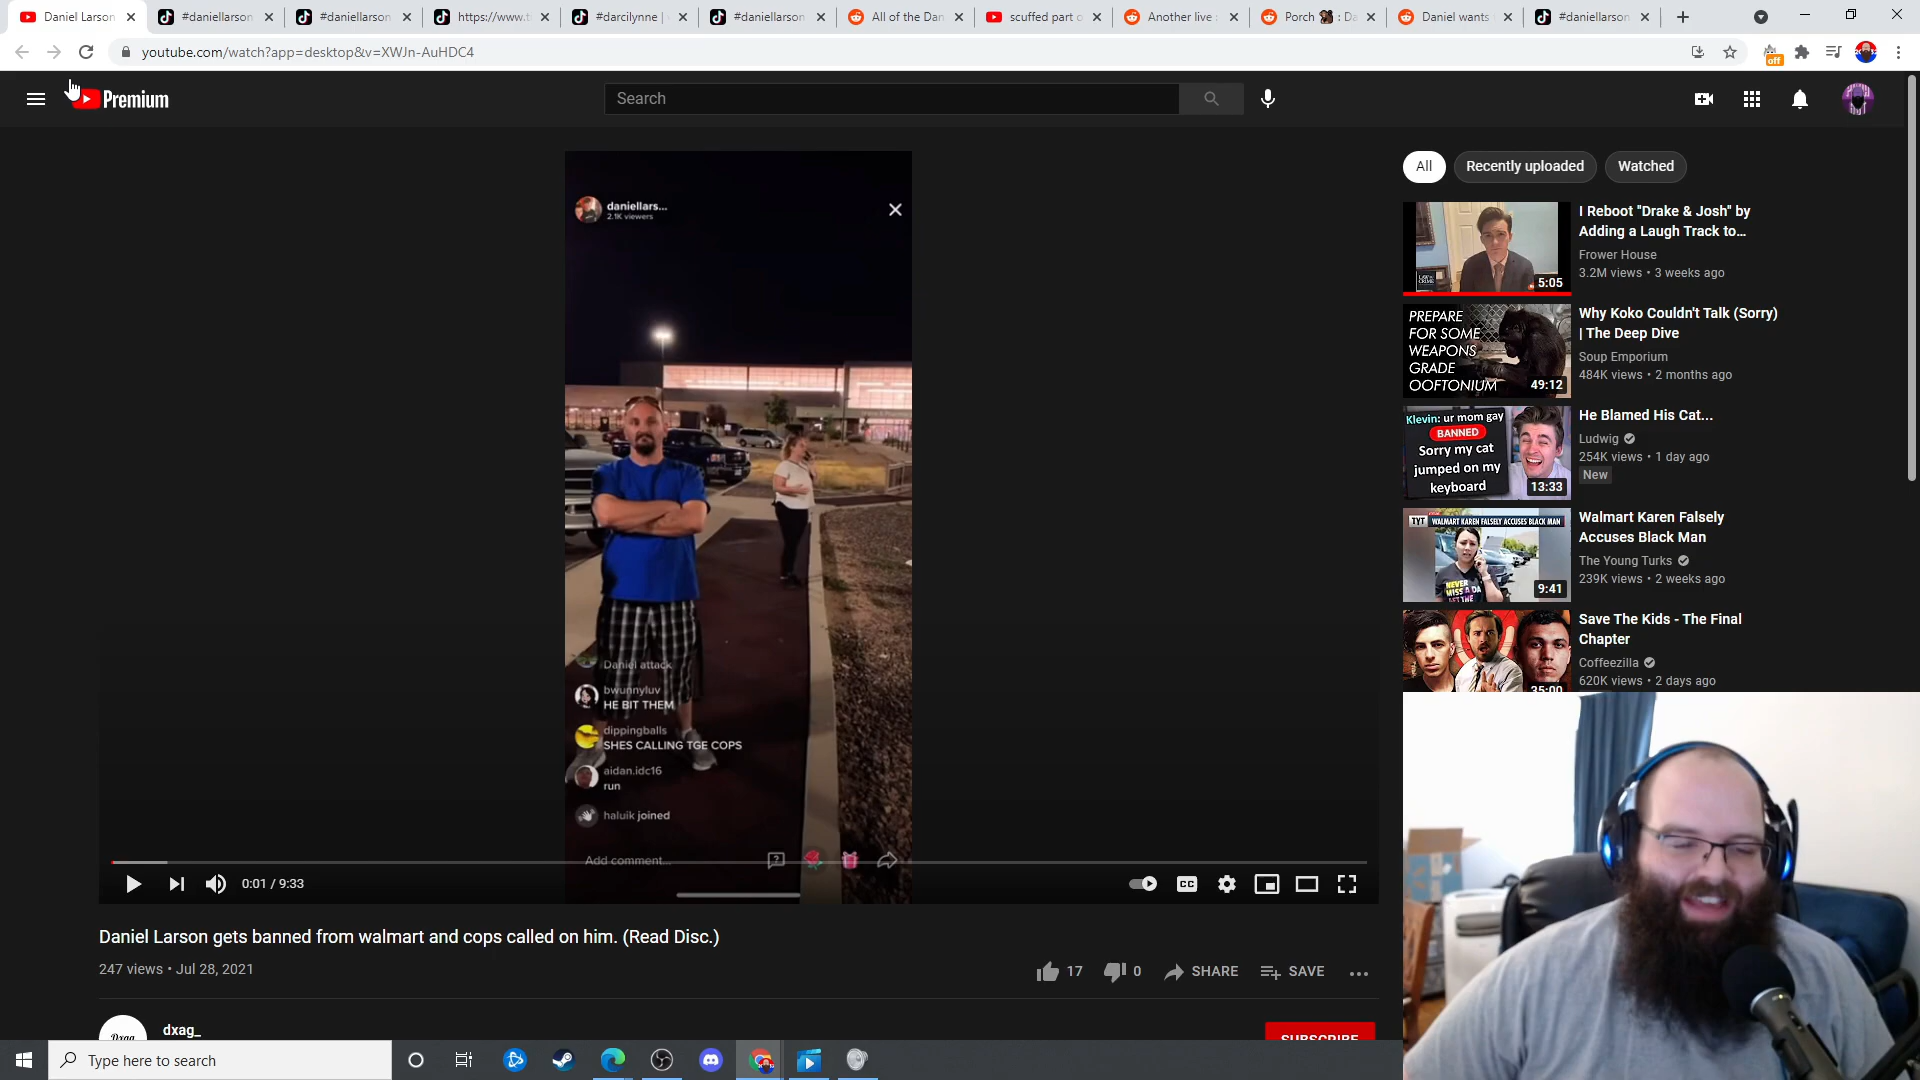 Daniel Larson
#daniellarson
#daniellarson
https://www.t
#darcilynne |
#daniellarson
All of the Dan
scuffed part o
Another live
Porch
Daniel wants
#daniellarson
youtube.com/watch?app=desktop&v=XWJn-AuHDC4
off
Premium
Search
daniellars...
2.1K viewers
Daniel attack
bwunnyluv
HE BIT THEM
dippingballs
SHES CALLING TGE COPS
aidan.idc16
run
haluik joined
Add comment...
0:01 / 9:33
CC
Daniel Larson gets banned from walmart and cops called on him. (Read Disc.)
247 views • Jul 28, 2021
17
0
SHARE
SAVE
dxag_
SUBSCRIBE
All
Recently uploaded
Watched
5:05
I Reboot "Drake & Josh" by
Adding a Laugh Track to...
Frower House
3.2M views • 3 weeks ago
PREPARE
FOR SOME
WEAPONS
GRADE
OOFTONIUM
49:12
Why Koko Couldn't Talk (Sorry)
| The Deep Dive
Soup Emporium
484K views • 2 months ago
Klevin: ur mom gay
BANNED
Sorry my cat
jumped on my
keyboard
13:33
He Blamed His Cat...
Ludwig
254K views • 1 day ago
New
TYT
WALMART KAREN FALSELY ACCUSES BLACK MAN
NEVER
MISS A DA
9:41
Walmart Karen Falsely
Accuses Black Man
The Young Turks
239K views • 2 weeks ago
35:00
Save The Kids - The Final
Chapter
Coffeezilla
620K views • 2 days ago
Type here to search